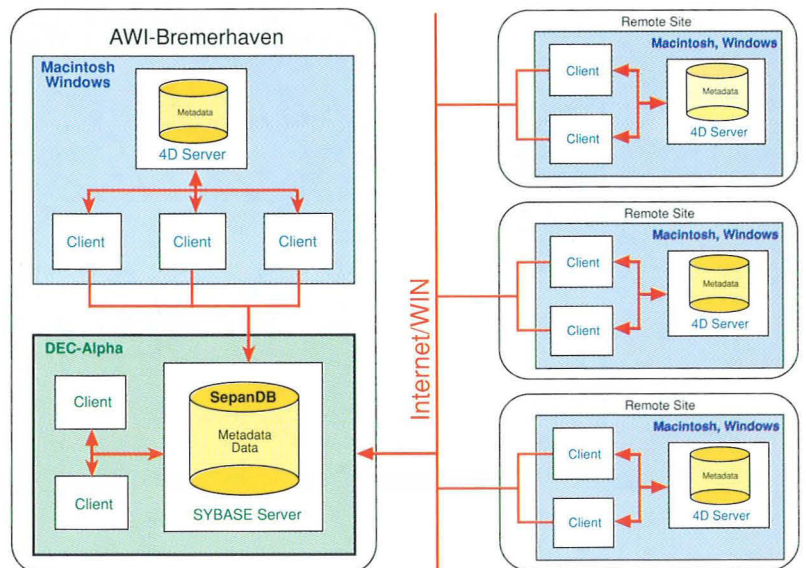 AWI-Bremerhaven
Macintosh
Windows
Metadata
4D Server
Client
Client
Client
DEC-Alpha
Client
Client
SepanDB
Metadata
Data
SYBASE Server
Internet/WIN
Remote Site
Macintosh, Windows
Client
Client
Metadata
4D Server
Remote Site
Macintosh, Windows
Client
Client
Metadata
4D Server
Remote Site
Macintosh, Windows
Client
Client
Metadata
4D Server